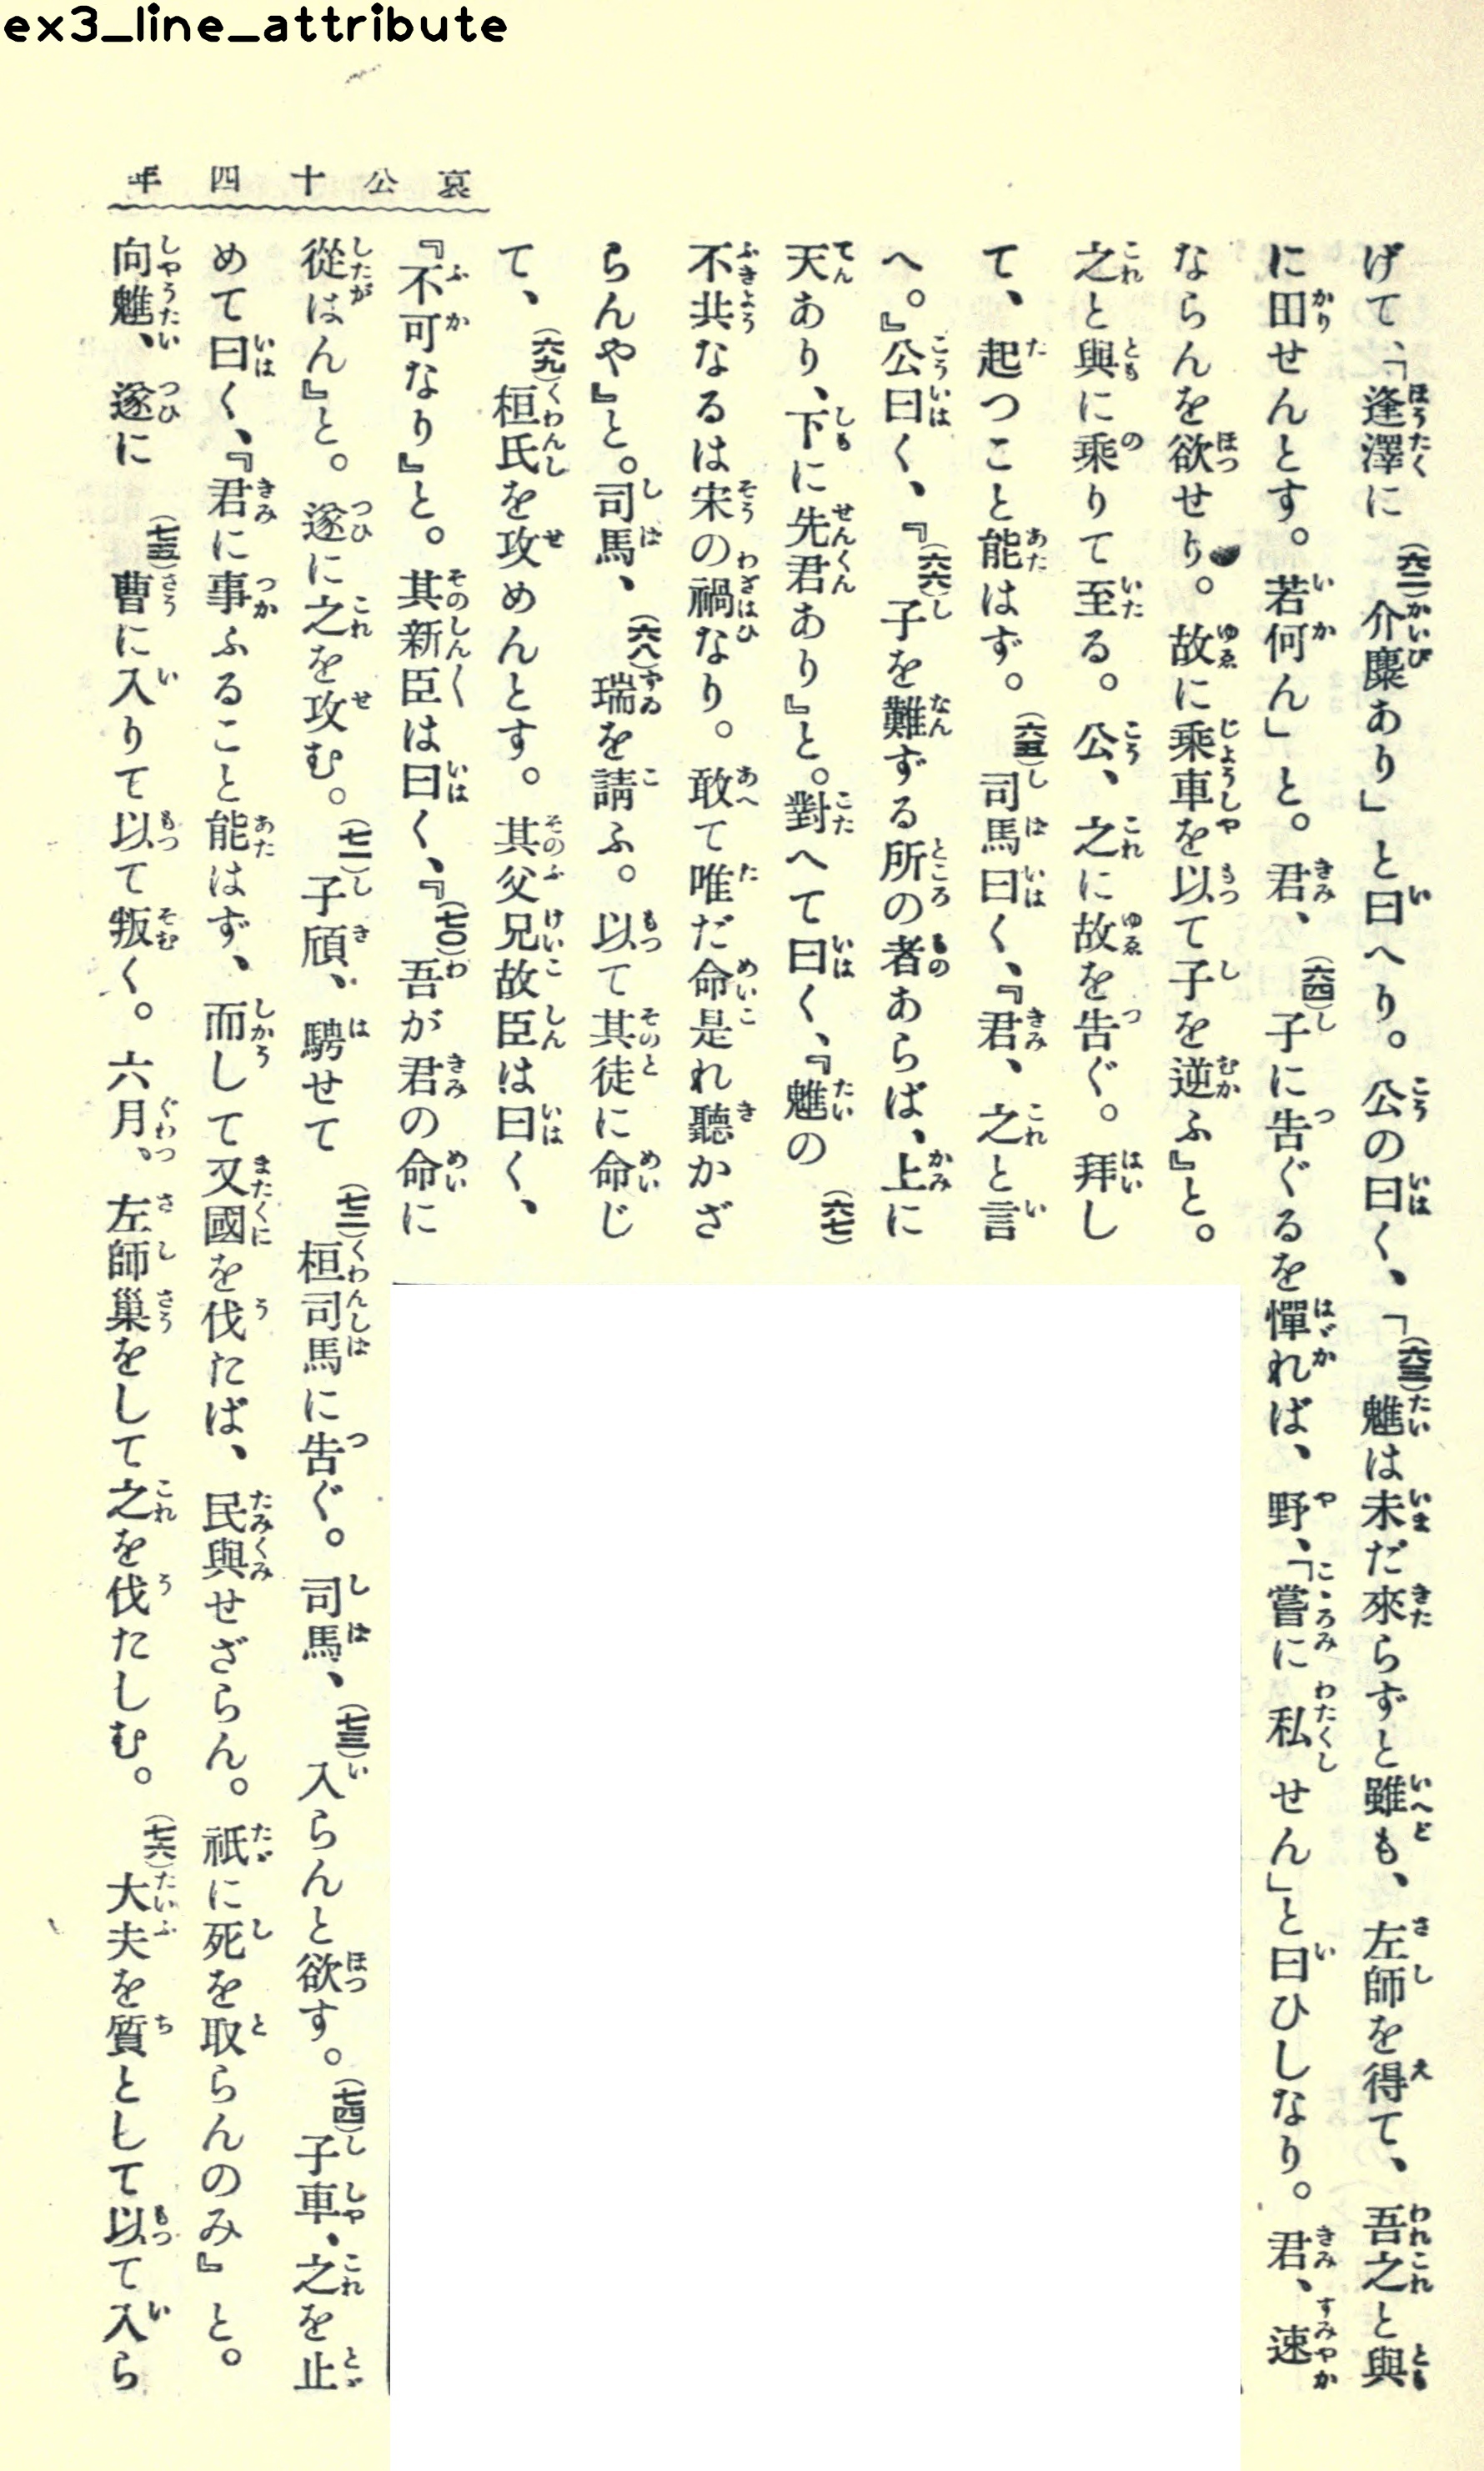 ex3_line_attribute
哀公十四年
げて、「逢澤に(六二)介麋あり」と曰へり。公の曰く、「(六三)魋は未だ來らずと雖も、左師を得て、吾之と與
に田せんとす。若何ん」と。君、(六四)子に告ぐるを憚れば、野、「嘗に私せん」と曰ひしなり。君、速
ならんを欲せり。故に乘車を以て子を逆ふ』と。
之と與に乘りて至る。公、之に故を告ぐ。拜し
て、起つこと能はず。(六五)司馬曰く、『君、之と言
へ。』公曰く、『(六六)子を難ずる所の者あらば、上に
天あり、下に先君あり』と。對へて曰く、『魋の(六七)
不共なるは宋の禍なり。敢て唯だ命是れ聽かざ
らんや』と。司馬、(六八)瑞を請ふ。以て其徒に命じ
て、(六九)桓氏を攻めんとす。其父兄故臣は曰く、
『不可なり』と。其新臣は曰く、『(七〇)吾が君の命に
從はん』と。遂に之を攻む。(七一)子頎、騁せて(七二)桓司馬に告ぐ。司馬、(七三)入らんと欲す。(七四)子車、之を止
めて曰く、『君に事ふること能はず、而して又國を伐たば、民與せざらん。祇に死を取らんのみ』と。
向魋、遂に(七五)曹に入りて以て叛く。六月、左師巢をして之を伐たしむ。(七六)大夫を質として以て入ら